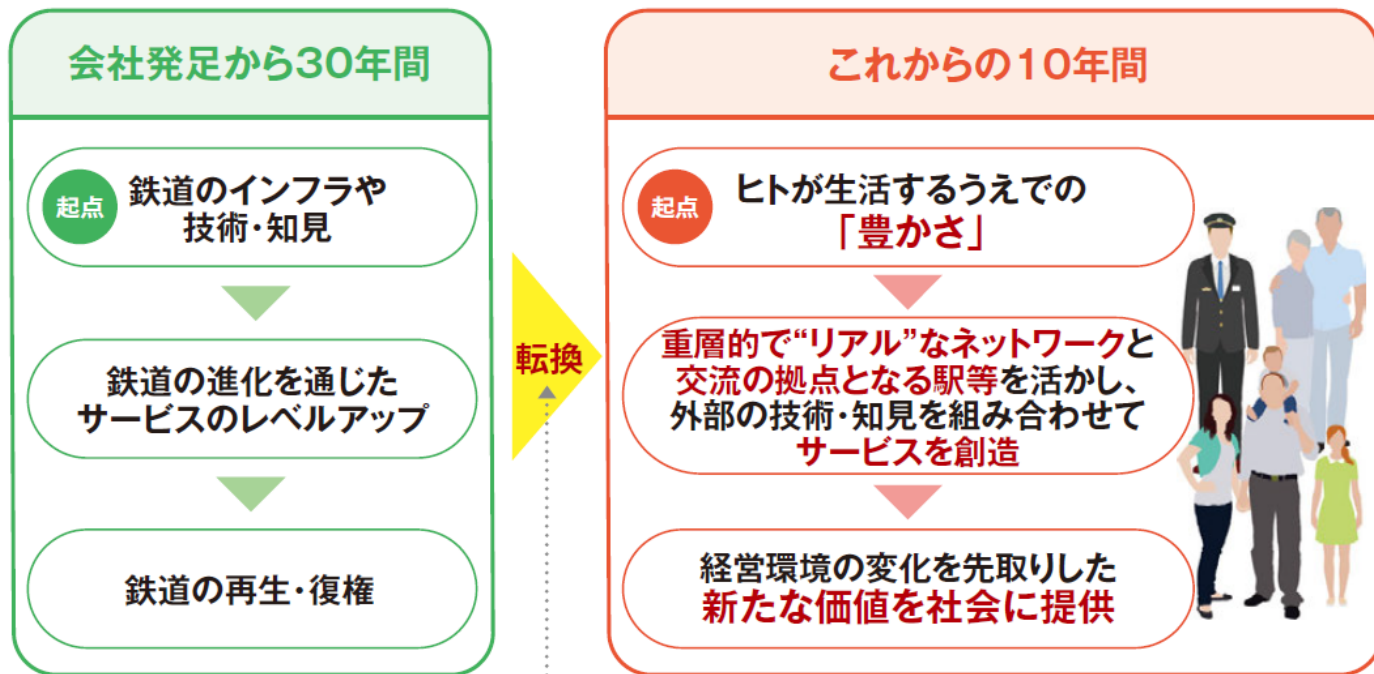 会社発足から30年間
起点
鉄道のインフラや
技術・知見
鉄道の進化を通じた
サービスのレベルアップ
鉄道の再生・復権
転換
これからの10年間
起点
ヒトが生活するうえでの
「豊かさ」
重層的で“リアル”なネットワークと
交流の拠点となる駅等を活かし、
外部の技術・知見を組み合わせて
サービスを創造
経営環境の変化を先取りした
新たな価値を社会に提供